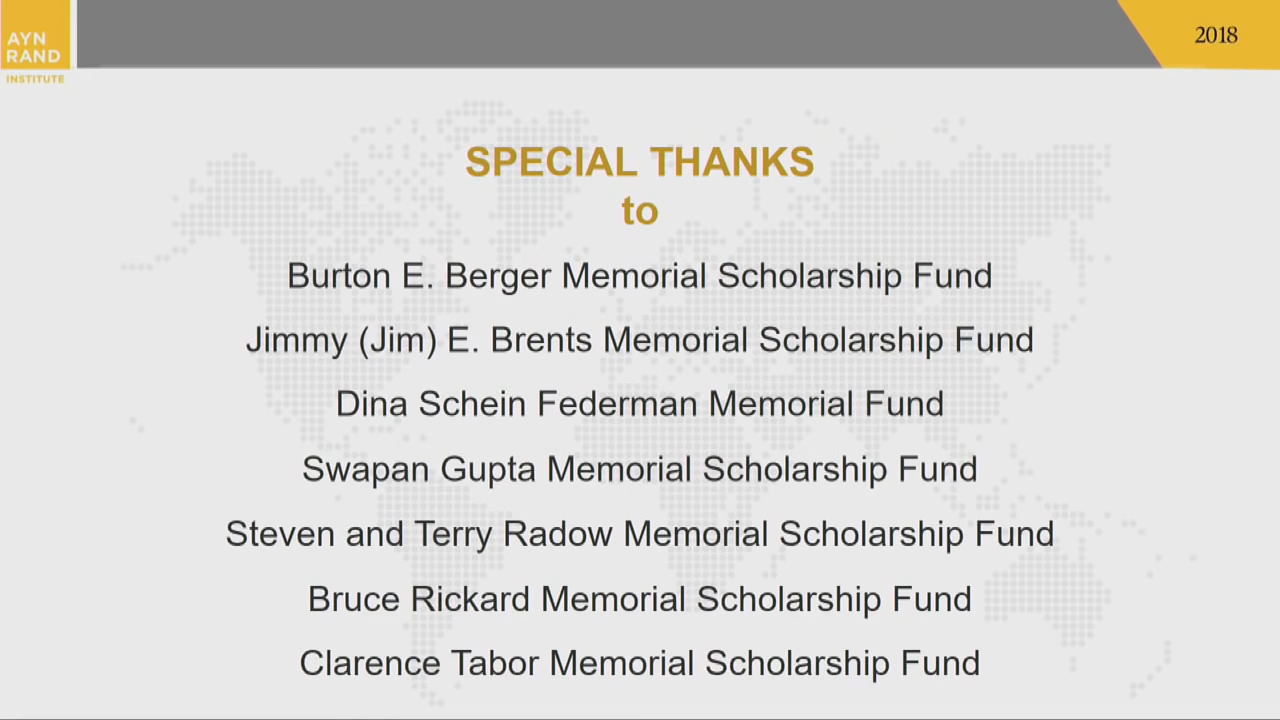 AYN
RAND
INSTITUTE
2018
SPECIAL THANKS
to
Burton E. Berger Memorial Scholarship Fund
Jimmy (Jim) E. Brents Memorial Scholarship Fund
Dina Schein Federman Memorial Fund
Swapan Gupta Memorial Scholarship Fund
Steven and Terry Radow Memorial Scholarship Fund
Bruce Rickard Memorial Scholarship Fund
Clarence Tabor Memorial Scholarship Fund